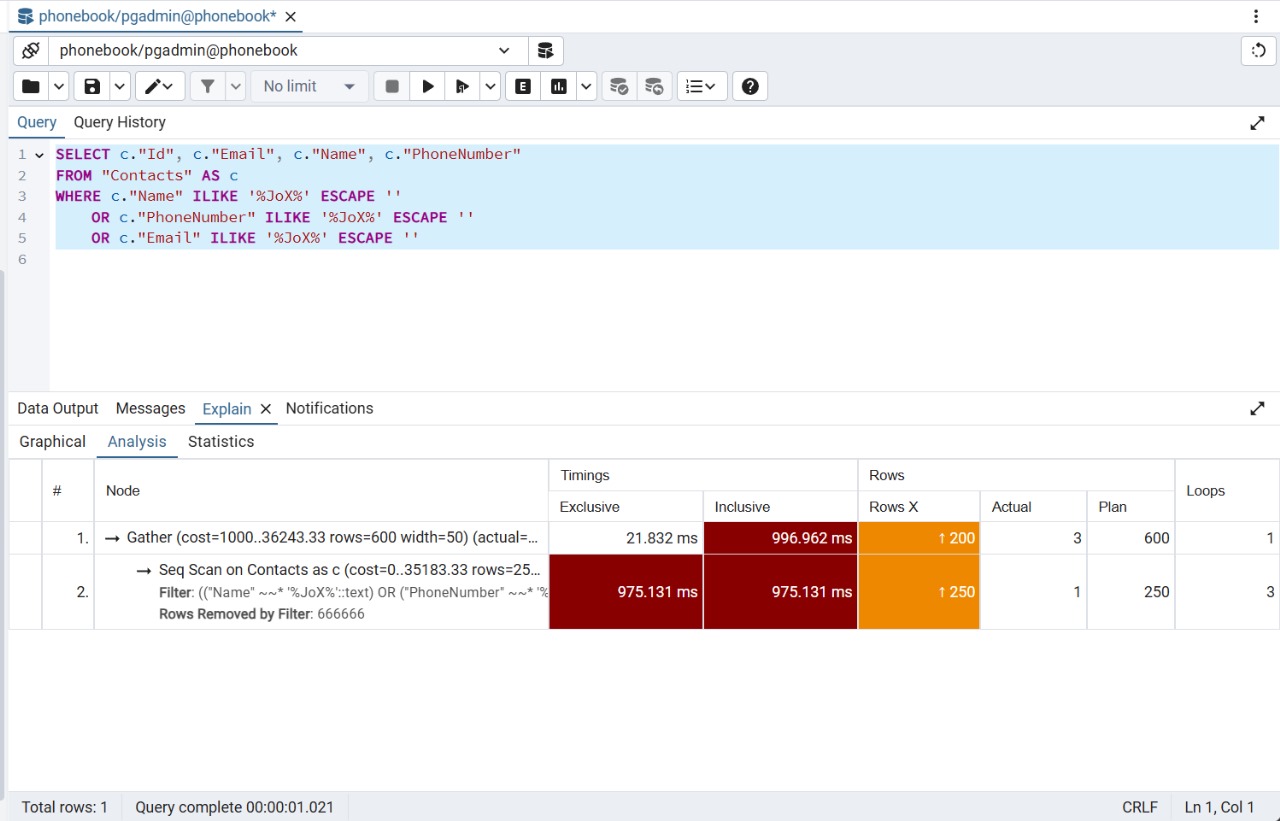 phonebook/pgadmin@phonebook*
phonebook/pgadmin@phonebook
No limit
E
Query Query History
1 SELECT c."Id", c."Email", c."Name", c."PhoneNumber"
2 FROM "Contacts" AS c
3 WHERE c."Name" ILIKE '%JoX%' ESCAPE ''
4 OR c."PhoneNumber" ILIKE '%JoX%' ESCAPE ''
5 OR c."Email" ILIKE '%JoX%' ESCAPE ''
6
Data Output Messages Explain Notifications
Graphical Analysis Statistics
# Node Timings Rows Loops
Exclusive Inclusive Rows X Actual Plan
1. → Gather (cost=1000..36243.33 rows=600 width=50) (actual=... 21.832 ms 996.962 ms ↑ 200 3 600 1
2. → Seq Scan on Contacts as c (cost=0..35183.33 rows=25... 975.131 ms 975.131 ms ↑ 250 1 250 3
Filter: (("Name" ~~* '%JoX%'::text) OR ("PhoneNumber" ~~* '%
Rows Removed by Filter: 666666
Total rows: 1 Query complete 00:00:01.021 CRLF Ln 1, Col 1